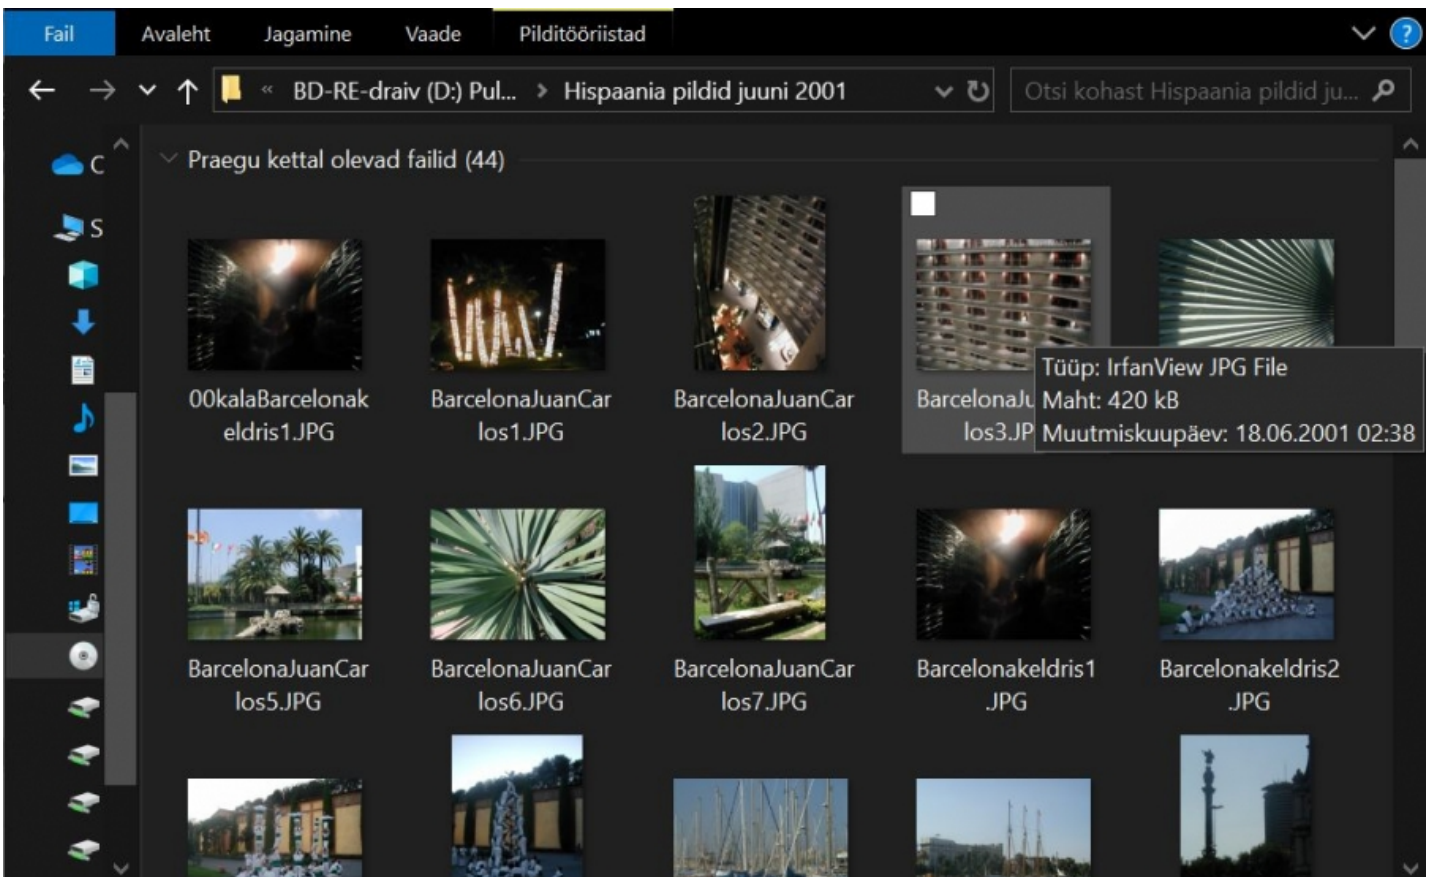 Fail Avaleht Jagamine Vaade Pilditööriistad ?
« BD-RE-draiv (D:) Pul... > Hispaania pildid juuni 2001 Otsi kohast Hispaania pildid ju...
C
S
Praegu kettal olevad failid (44)
00kalaBarcelonak
eldris1.JPG
BarcelonaJuanCar
los1.JPG
BarcelonaJuanCar
los2.JPG
BarcelonaJu
los3.JP
Tüüp: IrfanView JPG File
Maht: 420 kB
Muutmiskuupäev: 18.06.2001 02:38
BarcelonaJuanCar
los5.JPG
BarcelonaJuanCar
los6.JPG
BarcelonaJuanCar
los7.JPG
Barcelonakeldris1
.JPG
Barcelonakeldris2
.JPG